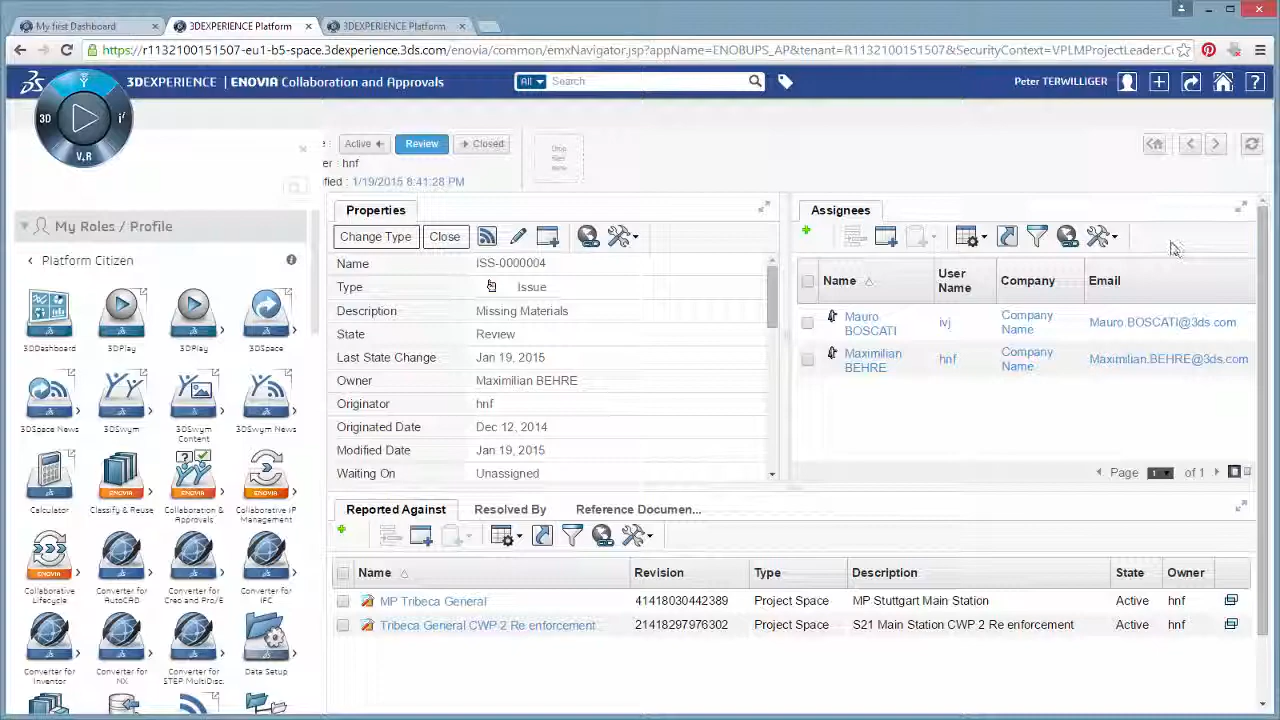 My first Dashboard
3DEXPERIENCE Platform
3DEXPERIENCE Platform
https://r1132100151507-eu1-b5-space.3dexperience.3ds.com/enovia/common/emxNavigator.jsp?appName=ENOBUPS_AP&tenant=R1132100151507&SecurityContext=VPLMProjectLeader.Co
3DEXPERIENCE | ENOVIA Collaboration and Approvals
All
Search
Peter TERWILLIGER
3D
i²
V,R
: Active
Review
Closed
er : hnf
fied : 1/19/2015 8:41:28 PM
Drop
files
here
My Roles / Profile
Platform Citizen
3DDashboard
3DPlay
3DPlay
3DSpace
3DSpace News
3DSwym
3DSwym
Content
3DSwym News
Calculator
Classify & Reuse
Collaboration &
Approvals
Collaborative IP
Management
Collaborative
Lifecycle
Converter for
AutoCAD
Converter for
Creo and Pro/E
Converter for
IFC
Converter for
Inventor
Converter for
NX
Converter for
STEP MultiDisc.
Data Setup
ENOVIA
ENOVIA
ENOVIA
ENOVIA
Properties
Change Type
Close
Name ISS-0000004
Type Issue
Description Missing Materials
State Review
Last State Change Jan 19, 2015
Owner Maximilian BEHRE
Originator hnf
Originated Date Dec 12, 2014
Modified Date Jan 19, 2015
Waiting On Unassigned
Assignees
Name User Name Company Email
Mauro BOSCATI ivj Company Name Mauro.BOSCATI@3ds.com
Maximilian BEHRE hnf Company Name Maximilian.BEHRE@3ds.com
Page 1 of 1
Reported Against Resolved By Reference Documen...
Name Revision Type Description State Owner
MP Tribeca General 41418030442389 Project Space MP Stuttgart Main Station Active hnf
Tribeca General CWP 2 Re enforcement 21418297976302 Project Space S21 Main Station CWP 2 Re enforcement Active hnf